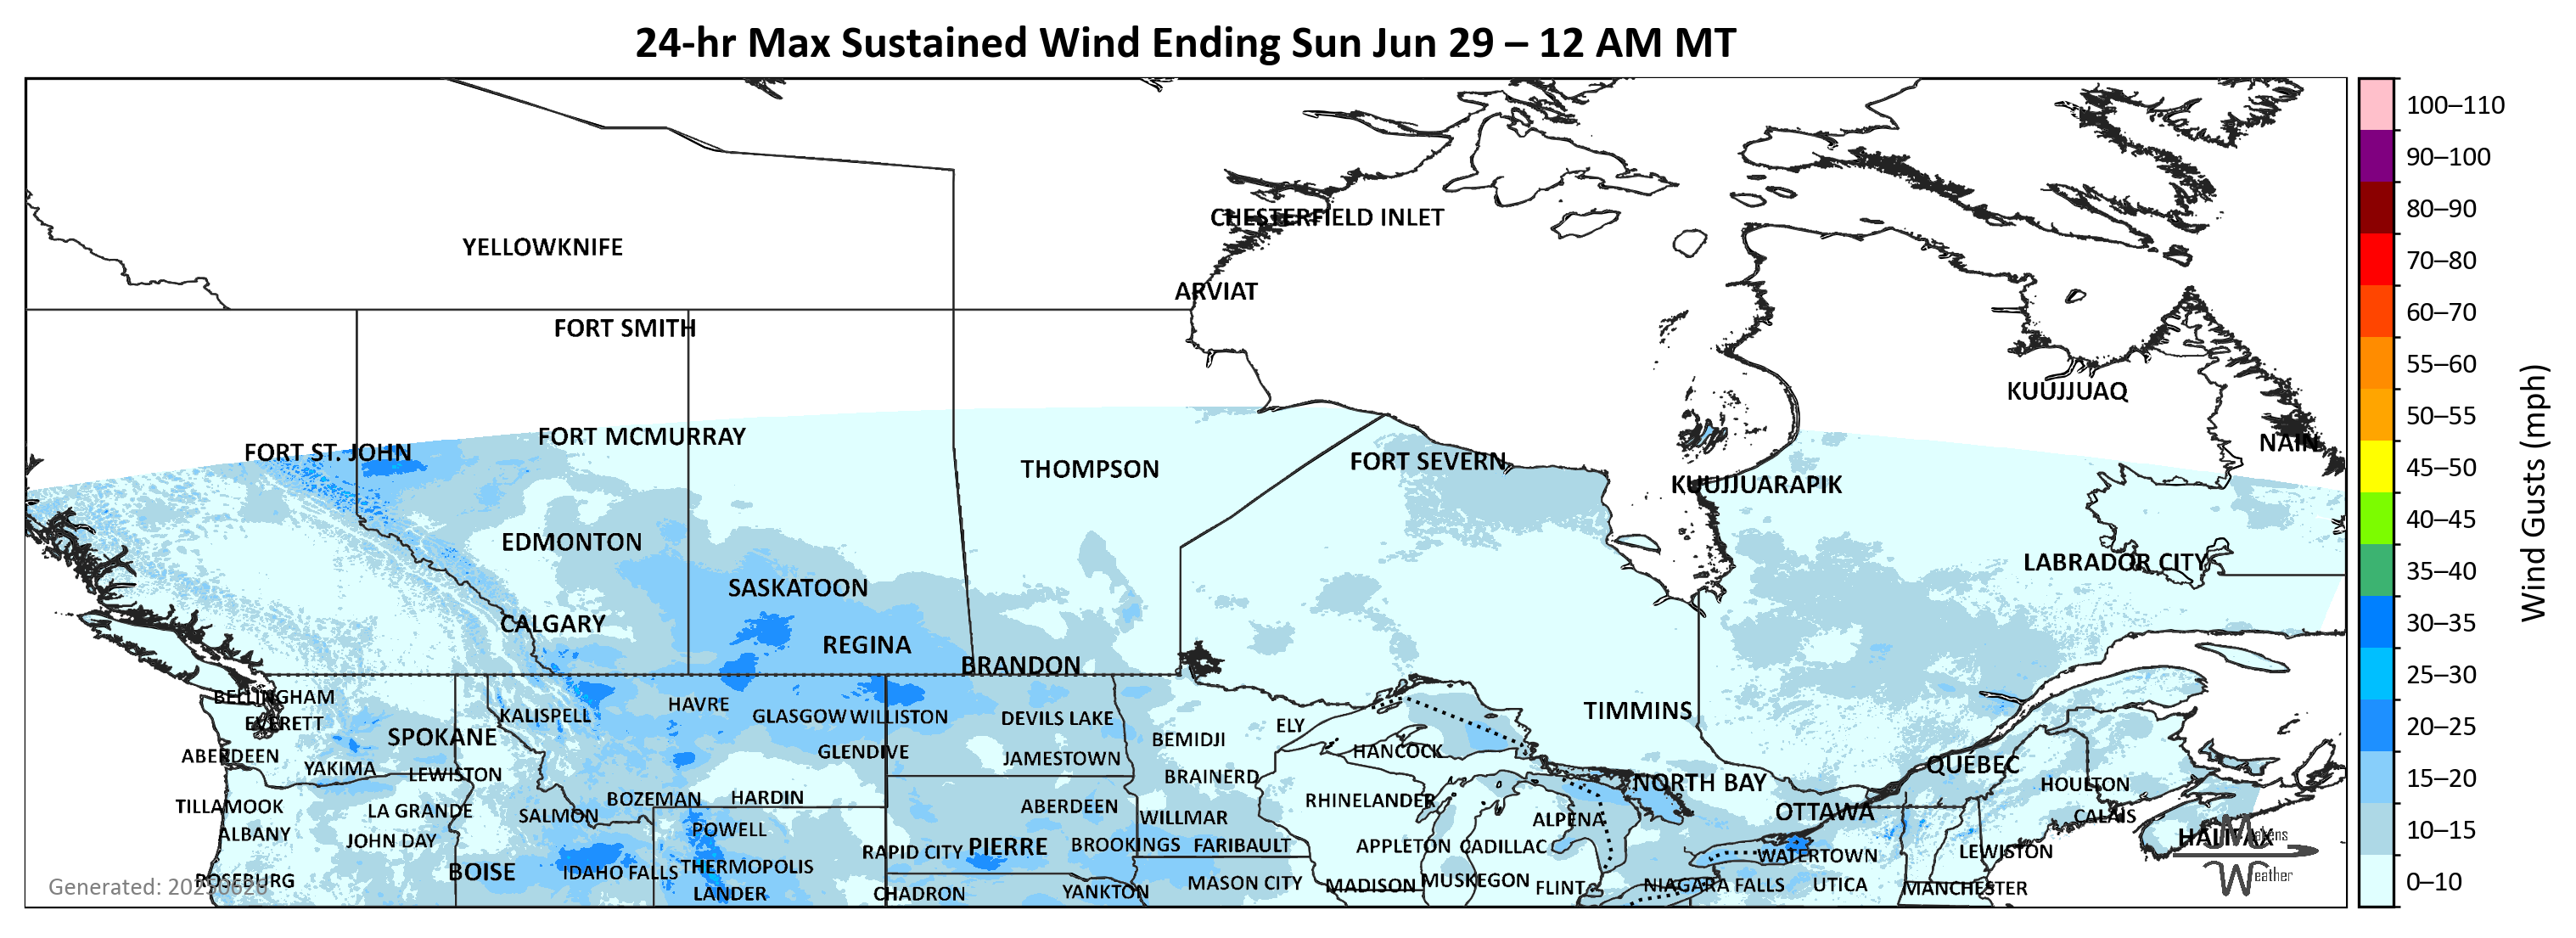 24-hr Max Sustained Wind Ending Sun Jun 29 – 12 AM MT
100–110
90–100
80–90
70–80
60–70
55–60
50–55
45–50
40–45
35–40
30–35
25–30
20–25
15–20
10–15
0–10
Wind Gusts (mph)
CHESTERFIELD INLET
YELLOWKNIFE
ARVIAT
FORT SMITH
KUUJJUAQ
FORT MCMURRAY
NAIN
FORT ST. JOHN
FORT SEVERN
THOMPSON
KUUJJUARAPIK
EDMONTON
LABRADOR CITY
SASKATOON
CALGARY
REGINA
BRANDON
BELLINGHAM
HAVRE
TIMMINS
KALISPELL
GLASGOW
WILLISTON
DEVILS LAKE
EVERETT
ELY
SPOKANE
BEMIDJI
GLENDIVE
HANCOCK
ABERDEEN
JAMESTOWN
QUÉBEC
YAKIMA
LEWISTON
BRAINERD
NORTH BAY
HOULTON
BOZEMAN
HARDIN
RHINELANDER
TILLAMOOK
ABERDEEN
LA GRANDE
OTTAWA
SALMON
WILLMAR
CALAIS
ALPENA
POWELL
ALBANY
HALIFAX
Makens
JOHN DAY
BROOKINGS
FARIBAULT
APPLETON
CADILLAC
PIERRE
RAPID CITY
LEWISTON
WATERTOWN
THERMOPOLIS
BOISE
IDAHO FALLS
Weather
ROSEBURG
MUSKEGON
MASON CITY
MADISON
NIAGARA FALLS
UTICA
Generated: 20250628
FLINT
MANCHESTER
YANKTON
LANDER
CHADRON